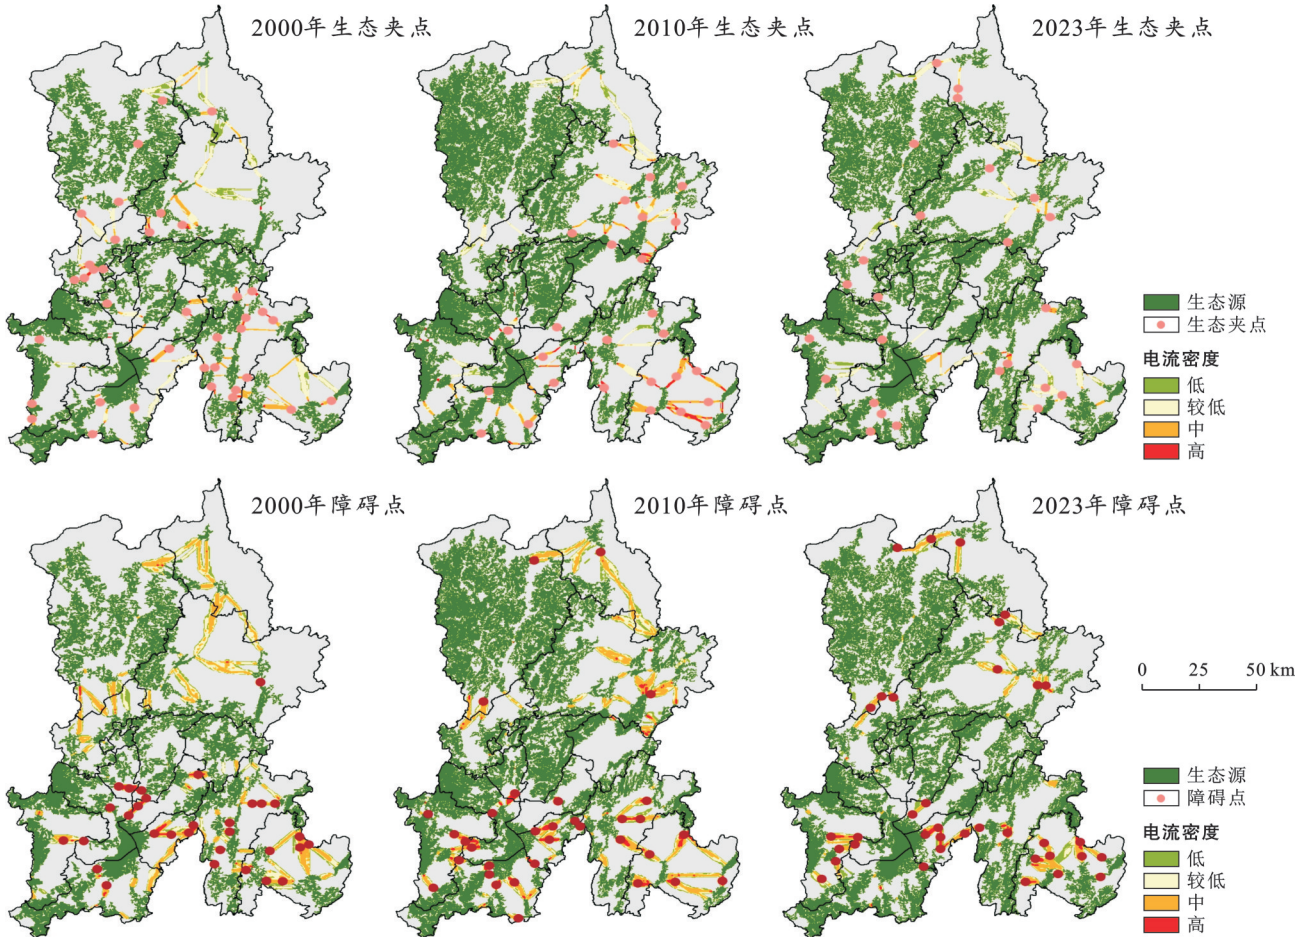 2000年生态夹点
2010年生态夹点
2023年生态夹点
生态源
生态夹点
电流密度
低
较低
中
高
2000年障碍点
2010年障碍点
2023年障碍点
0 25 50 km
生态源
障碍点
电流密度
低
较低
中
高